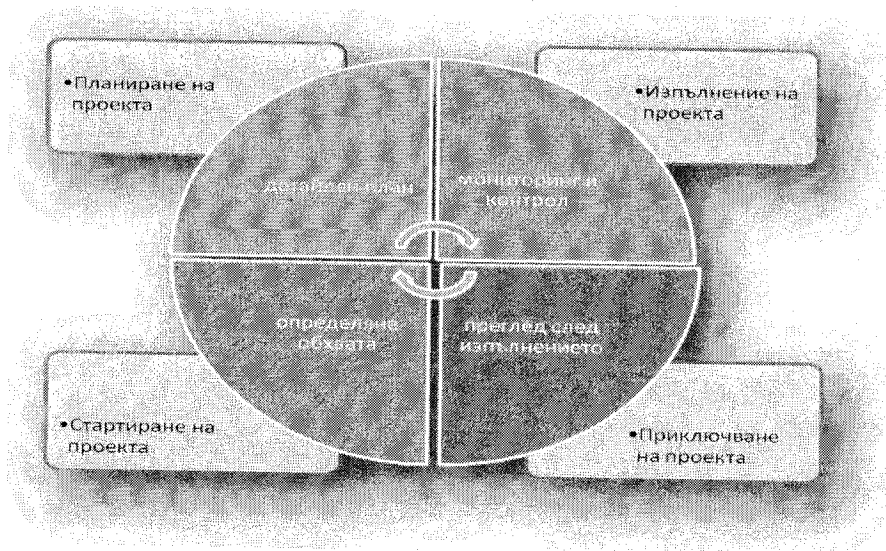 •Планиране на
проекта
•Изпълнение на
проекта
детайлен план
мониторинг и
контрол
определяне
обхвата
преглед след
изпълнението
•Стартиране на
проекта
•Приключване
на проекта